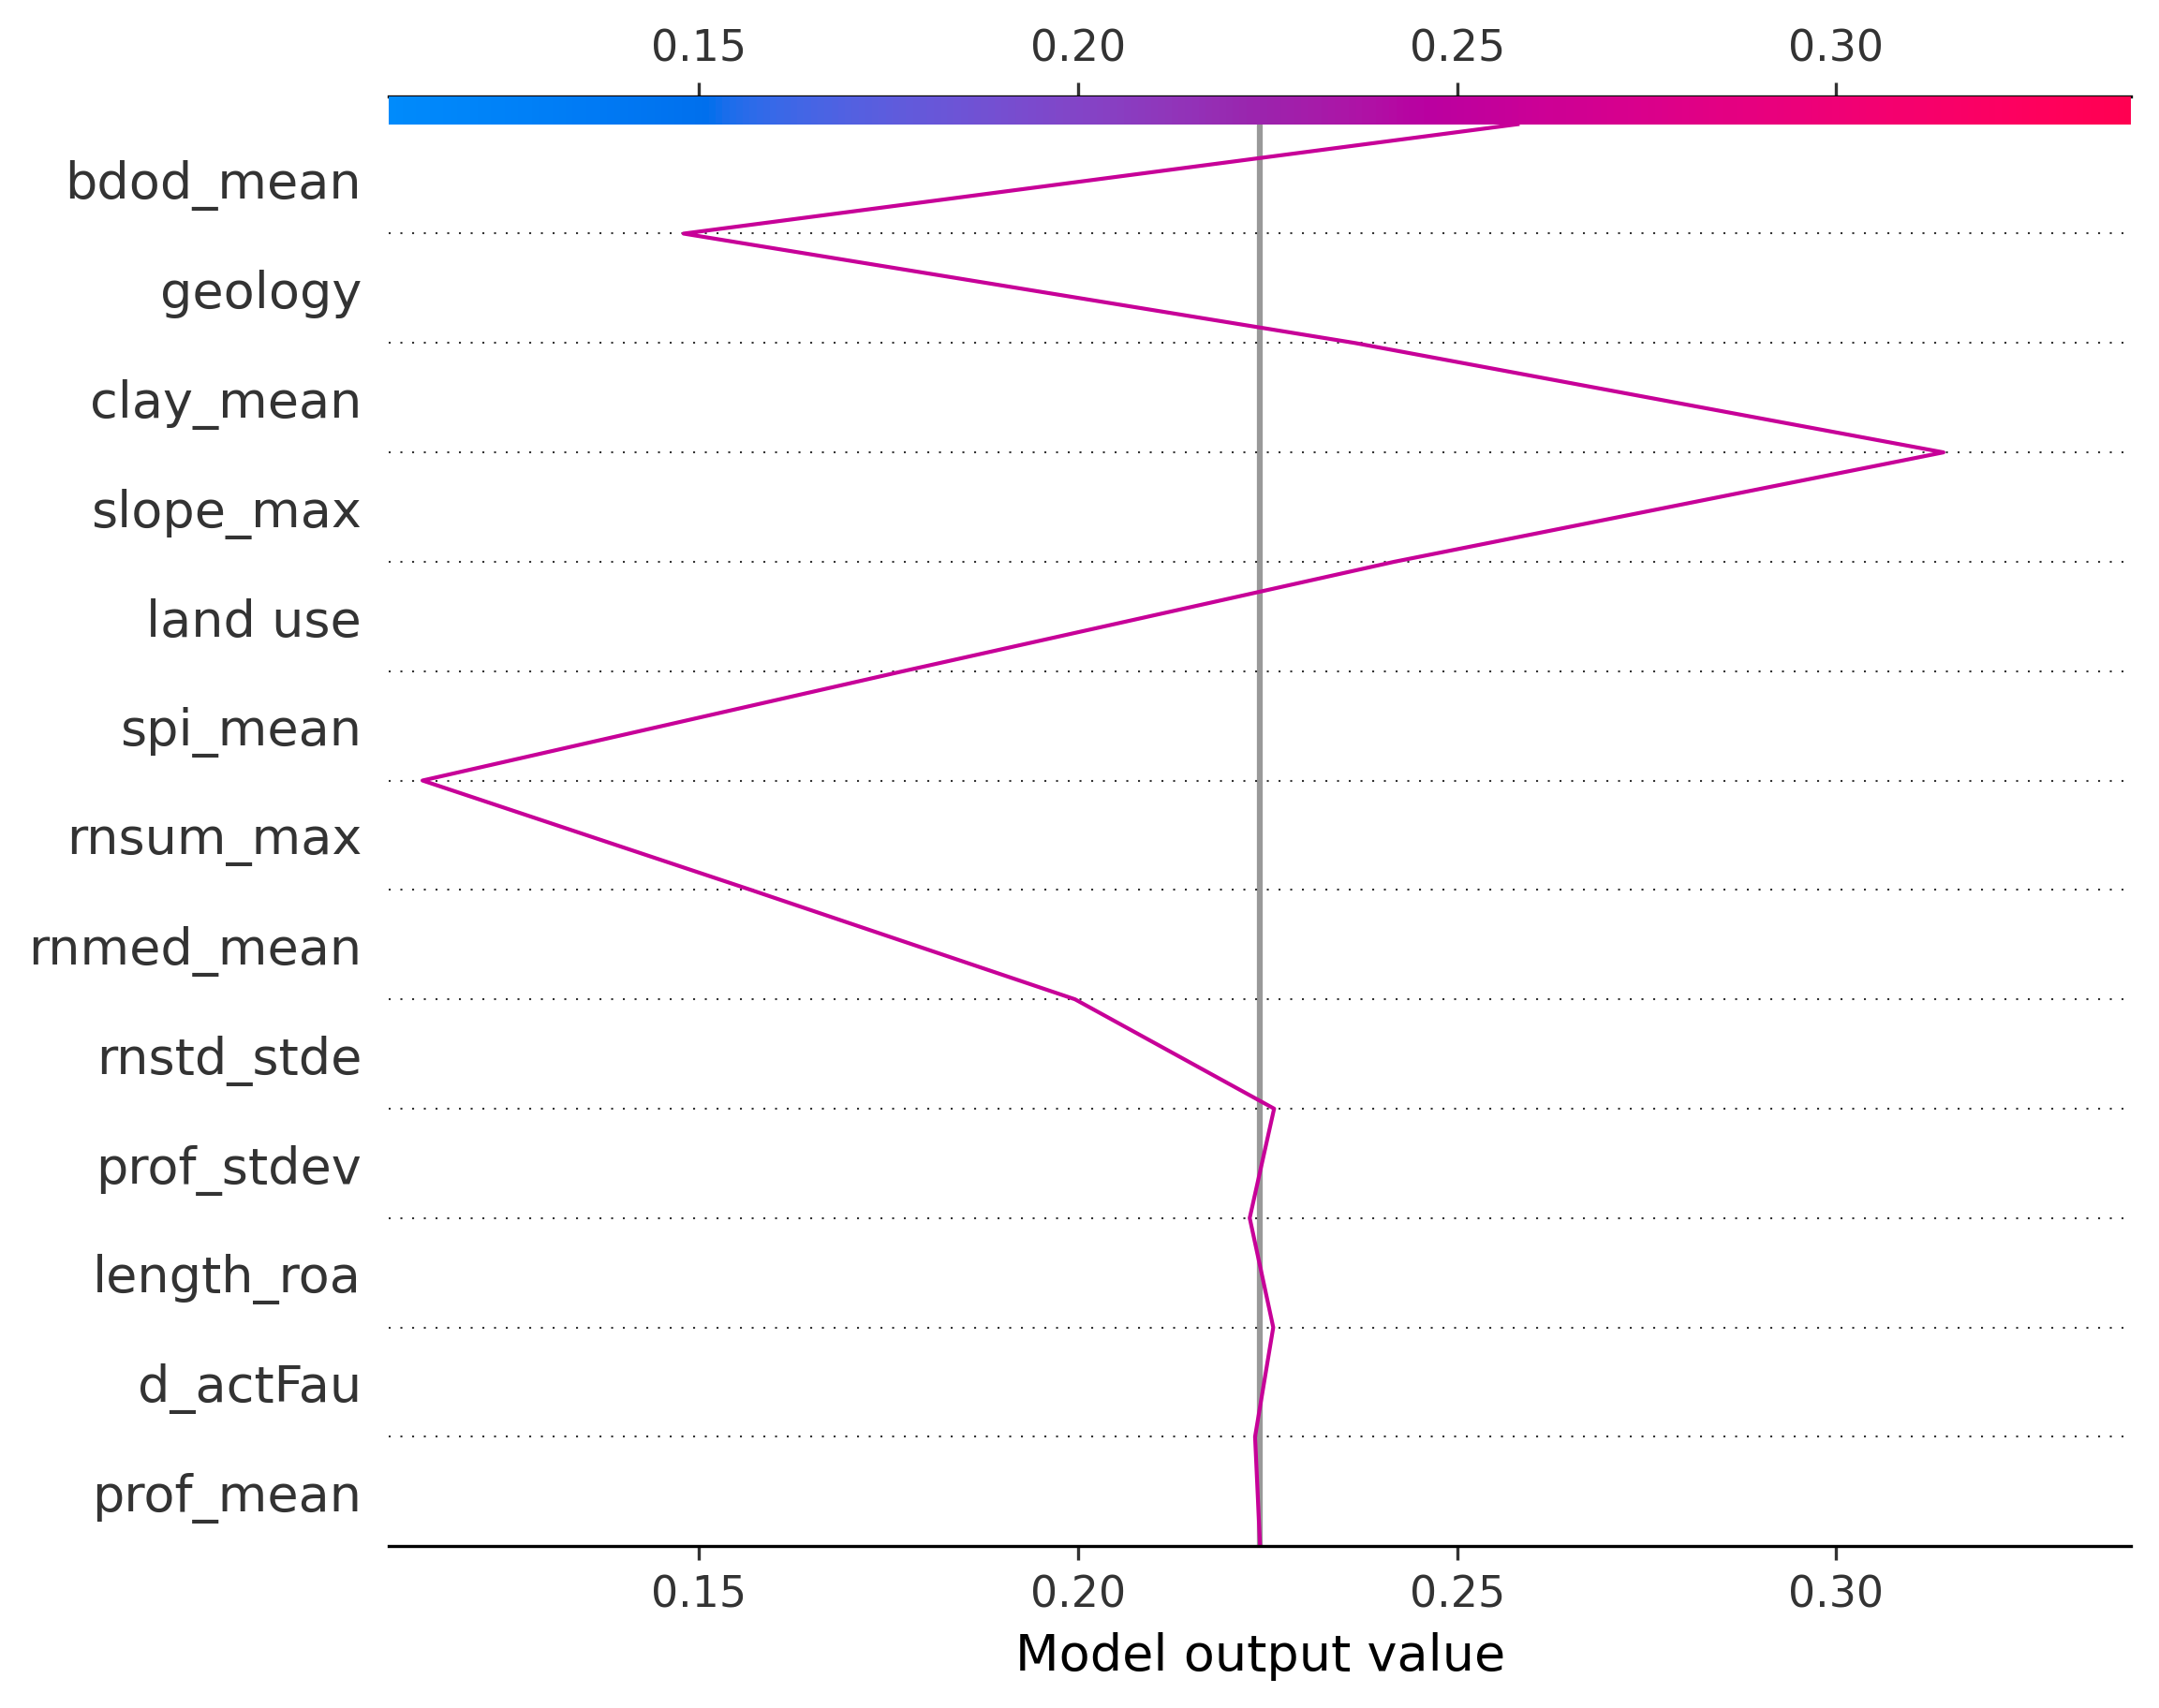 0.15 0.20 0.25 0.30
bdod_mean
geology
clay_mean
slope_max
land use
spi_mean
rnsum_max
rnmed_mean
rnstd_stde
prof_stdev
length_roa
d_actFau
prof_mean
0.15 0.20 0.25 0.30
Model output value